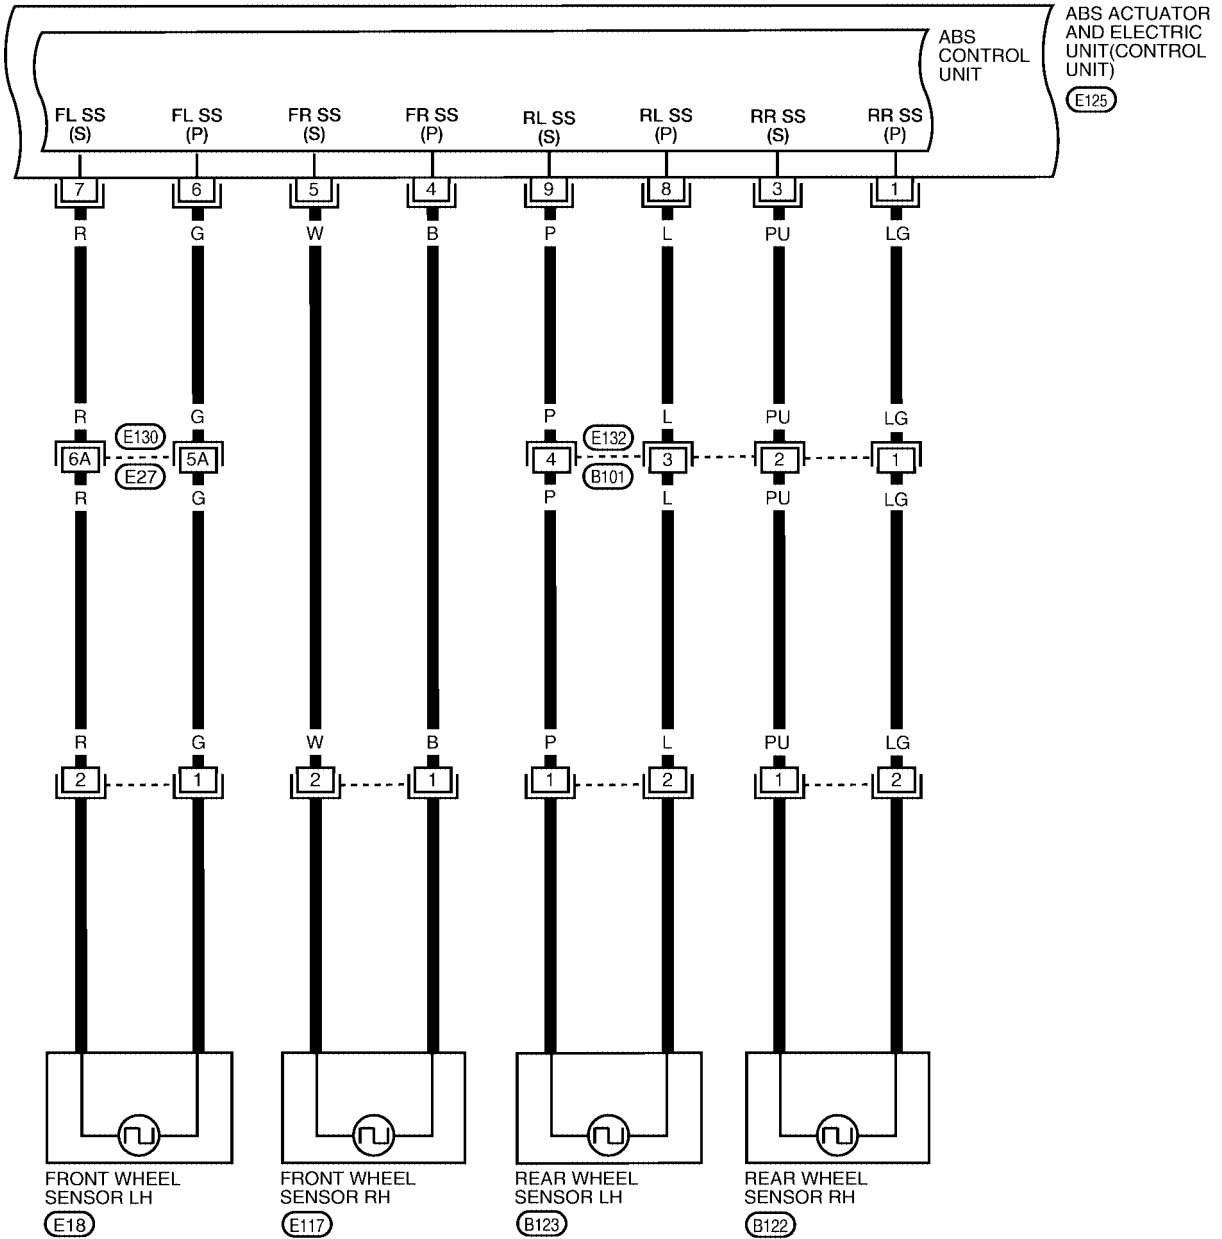 ABS ACTUATOR
AND ELECTRIC
UNIT(CONTROL
UNIT)
E125
ABS
CONTROL
UNIT
FL SS FL SS FR SS FR SS RL SS RL SS RR SS RR SS
(S) (P) (S) (P) (S) (P) (S) (P)
7 6 5 4 9 8 3 1
R G W B P L PU LG
R G P L PU LG
E130 E132
6A 5A 4 3 2 1
E27 B101
R G P L PU LG
R G W B P L PU LG
2 1 2 1 1 2 1 2
FRONT WHEEL
SENSOR LH
E18
FRONT WHEEL
SENSOR RH
E117
REAR WHEEL
SENSOR LH
B123
REAR WHEEL
SENSOR RH
B122